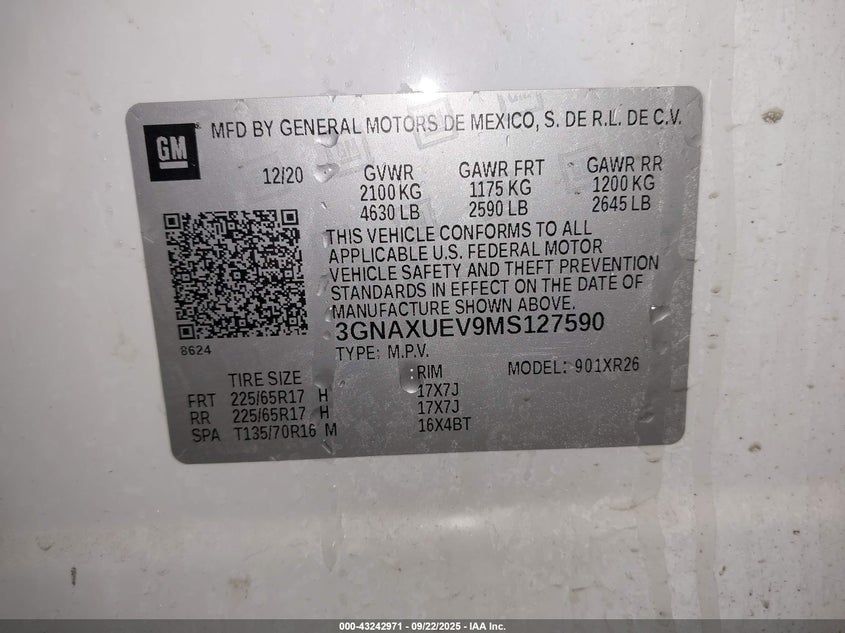 GM
MFD BY GENERAL MOTORS DE MEXICO, S. DE R.L. DE C.V.
12/20 GVWR GAWR FRT GAWR RR
2100 KG 1175 KG 1200 KG
4630 LB 2590 LB 2645 LB
THIS VEHICLE CONFORMS TO ALL
APPLICABLE U.S. FEDERAL MOTOR
VEHICLE SAFETY AND THEFT PREVENTION
STANDARDS IN EFFECT ON THE DATE OF
MANUFACTURE SHOWN ABOVE.
3GNAXUEV9MS127590
8624
TYPE: M.P.V. MODEL: 901XR26
TIRE SIZE RIM
FRT 225/65R17 H 17X7J
RR 225/65R17 H 17X7J
SPA T135/70R16 M 16X4BT
000-43242971 - 09/22/2025 - IAA Inc.